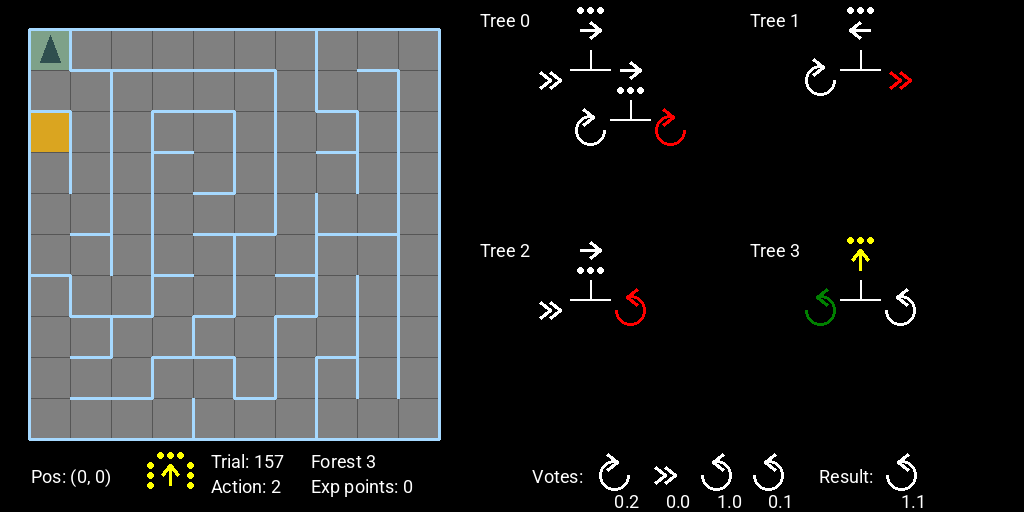 Tree 0
Tree 1
Tree 2
Tree 3
Pos: (0, 0)
Trial: 157
Forest 3
Action: 2
Exp points: 0
Votes:
0.2
0.0
1.0
0.1
Result:
1.1